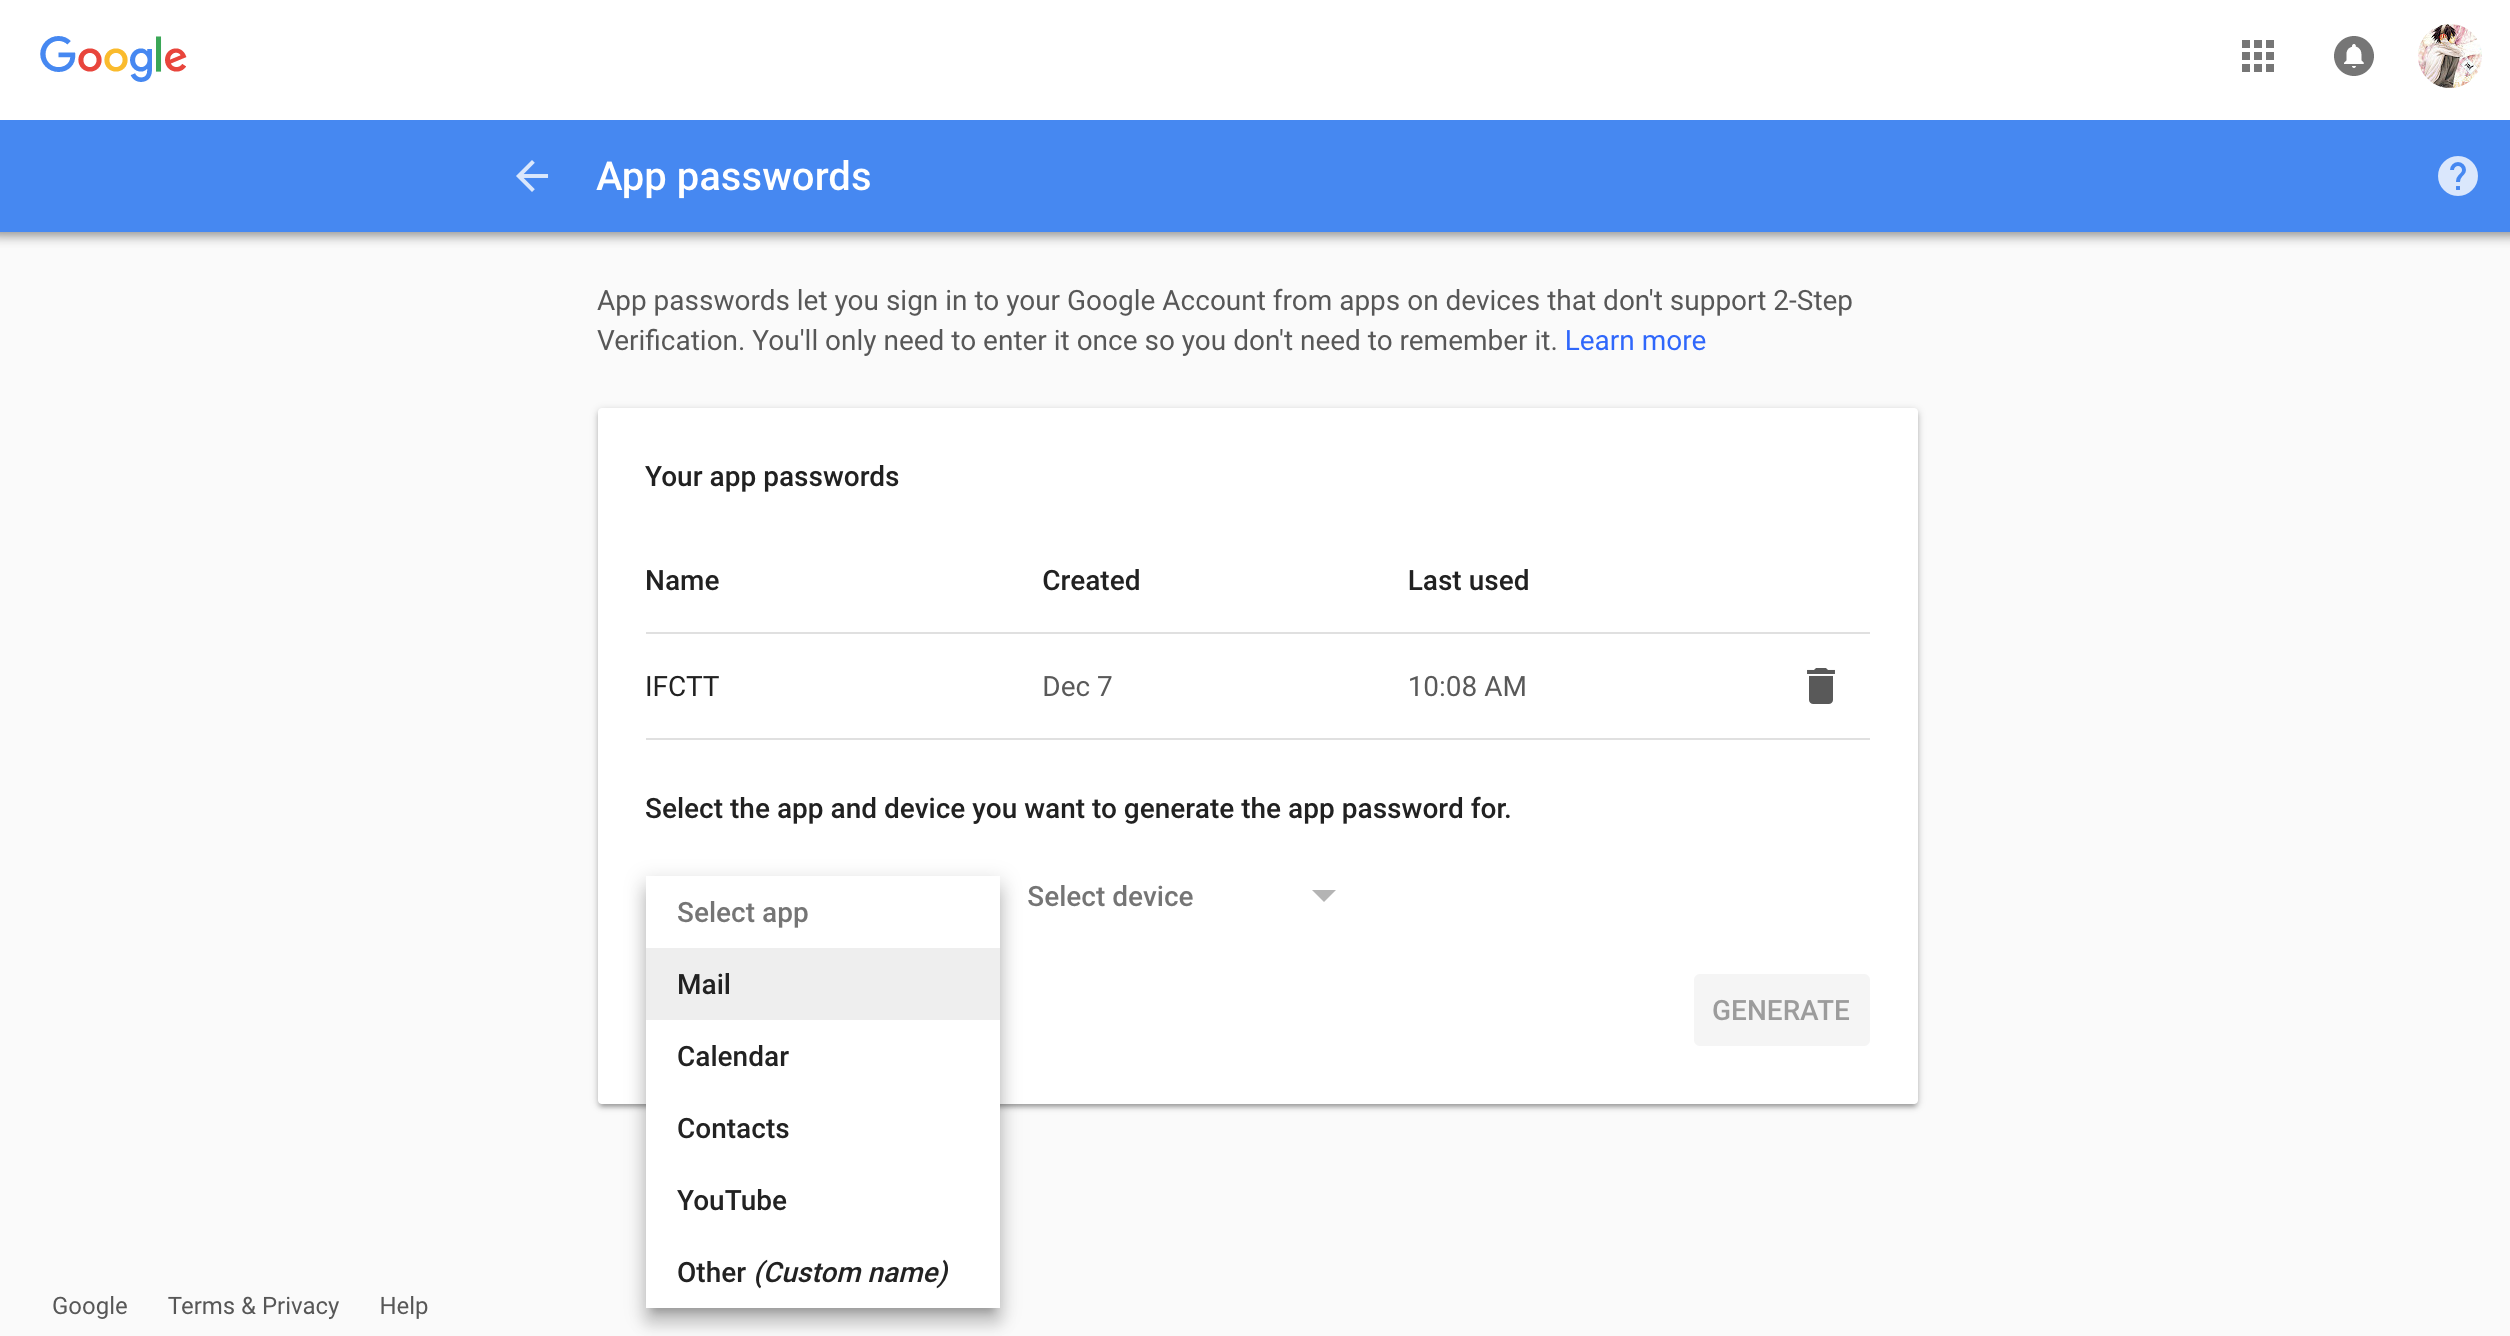 Google
App passwords
App passwords let you sign in to your Google Account from apps on devices that don't support 2-Step
Verification. You'll only need to enter it once so you don't need to remember it. Learn more
Your app passwords
Name Created Last used
IFCTT Dec 7 10:08 AM
Select the app and device you want to generate the app password for.
Select app
Select device
Mail
Calendar
Contacts
YouTube
Other (Custom name)
GENERATE
Google Terms & Privacy Help